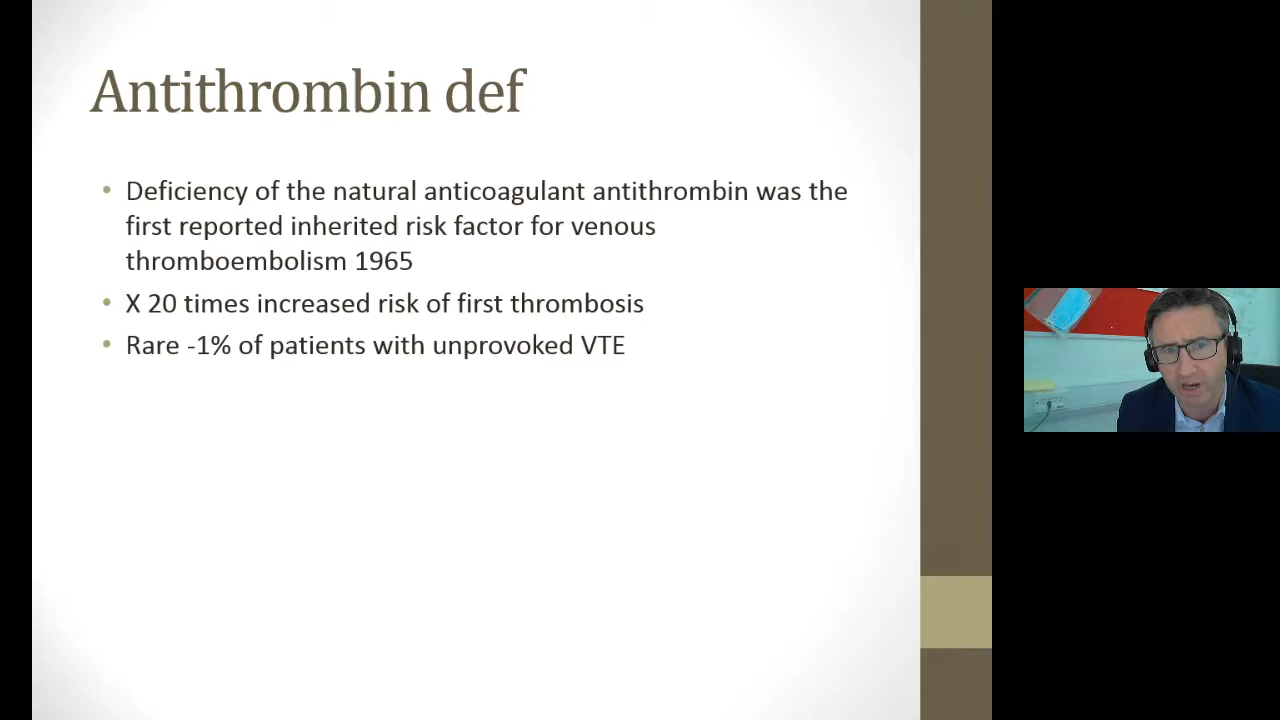 Antithrombin def
• Deficiency of the natural anticoagulant antithrombin was the
first reported inherited risk factor for venous
thromboembolism 1965
• X 20 times increased risk of first thrombosis
• Rare -1% of patients with unprovoked VTE